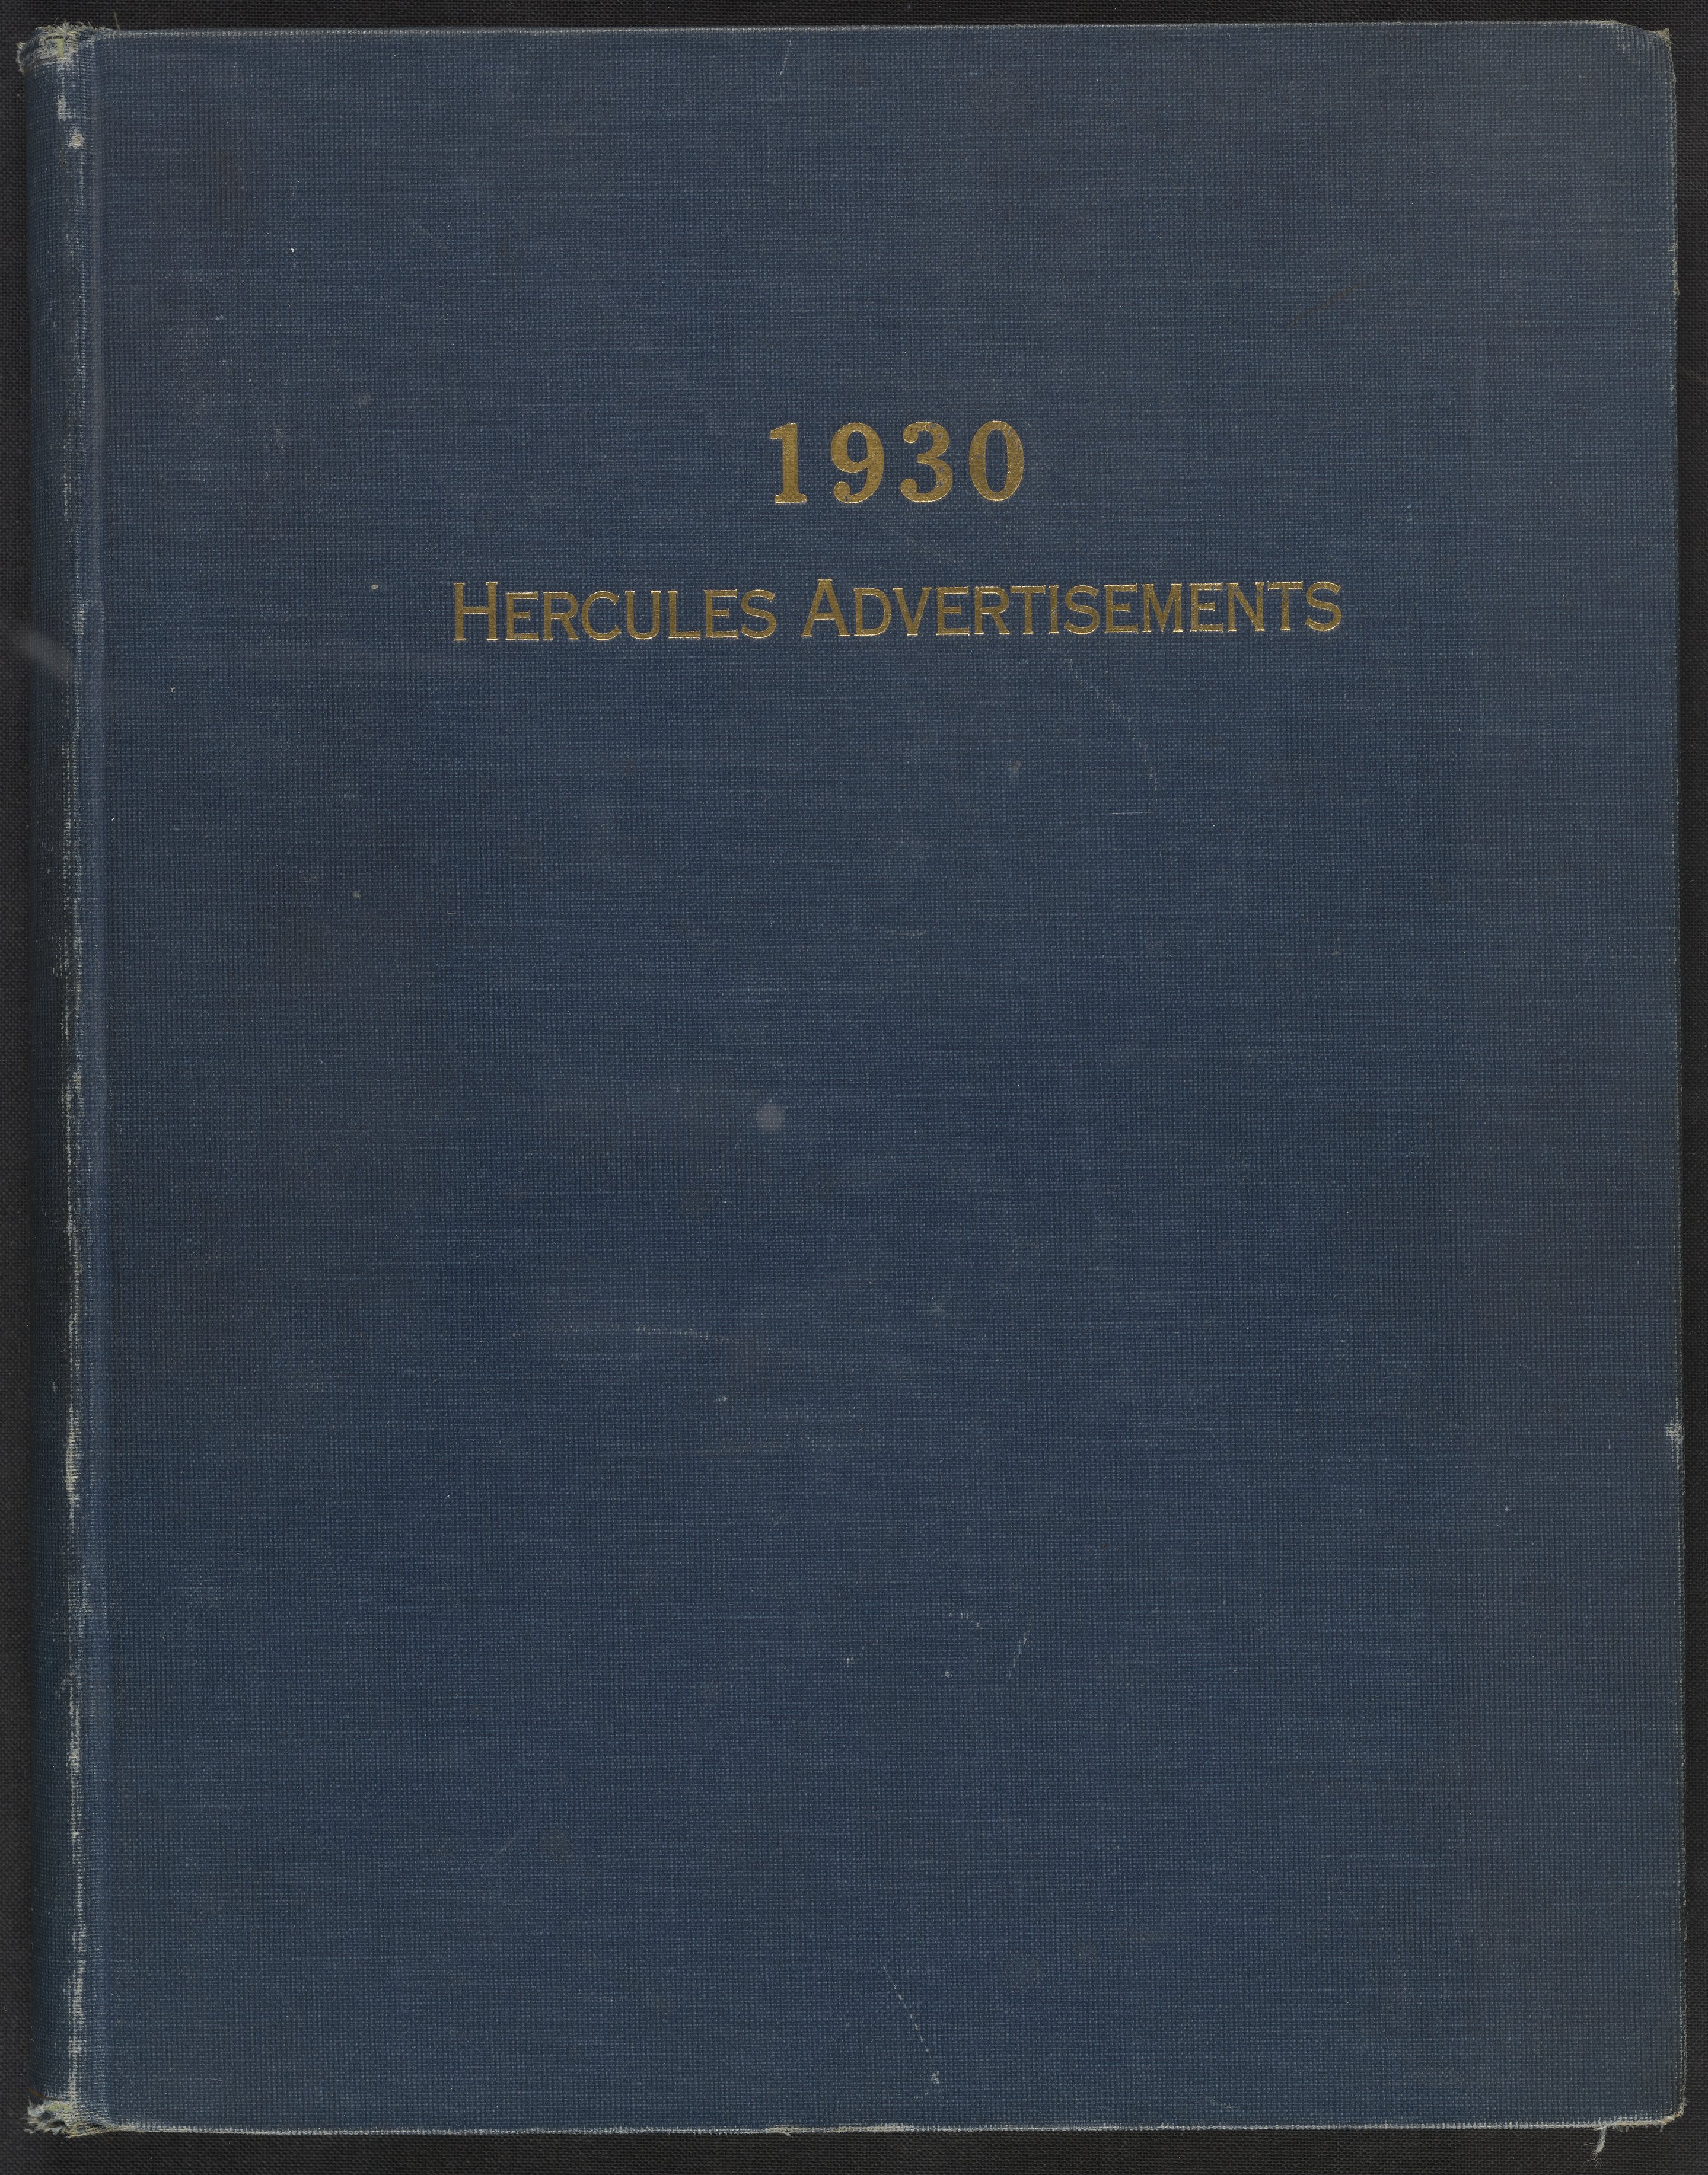 1930
HERCULES ADVERTISEMENTS